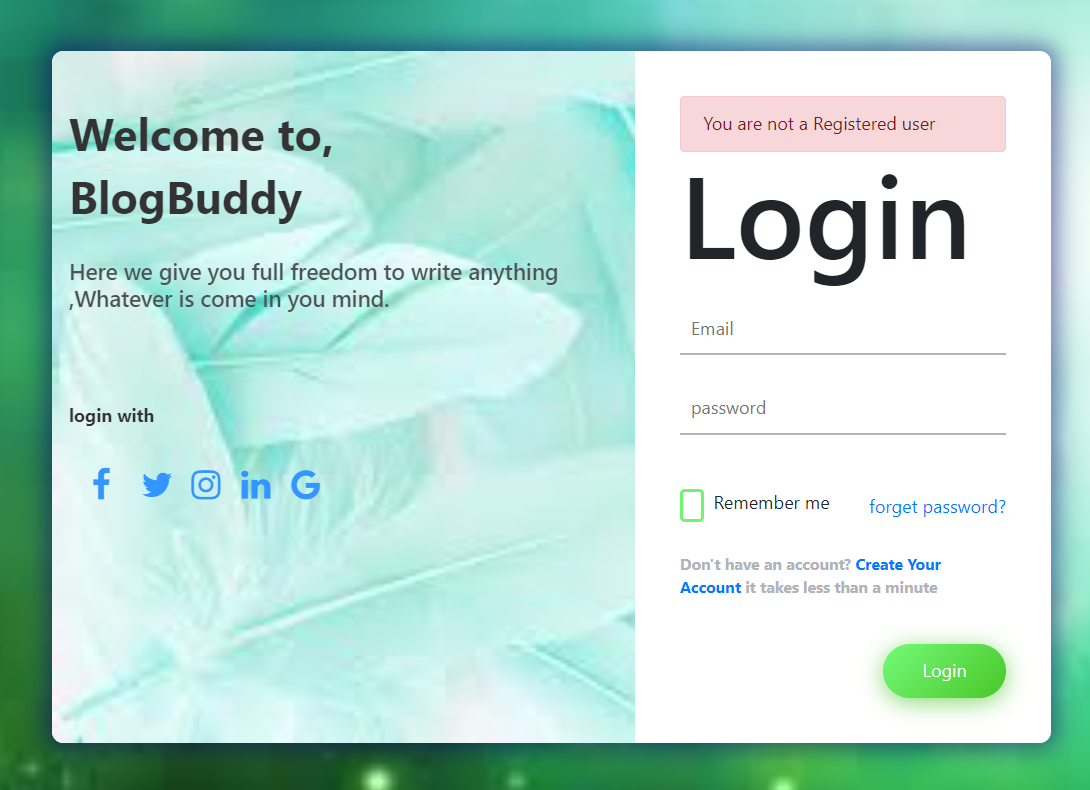 Welcome to,
BlogBuddy
Here we give you full freedom to write anything
,Whatever is come in you mind.
login with
You are not a Registered user
Login
Email
password
Remember me
forget password?
Don't have an account? Create Your
Account it takes less than a minute
Login